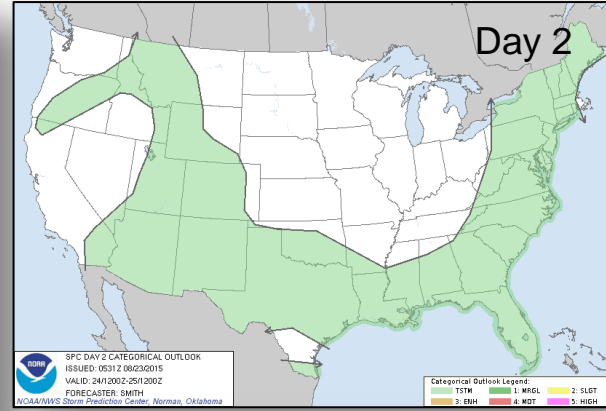 Day 2
NOAA
SPC DAY 2 CATEGORICAL OUTLOOK
ISSUED: 0531Z 08/23/2015
VALID: 24/1200Z-25/1200Z
FORECASTER: SMITH
NOAA/NWS Storm Prediction Center, Norman, Oklahoma
Categorical Outlook Legend:
TSTM 1: MRGL 2: SLGT
3: ENH 4: MDT 5: HIGH